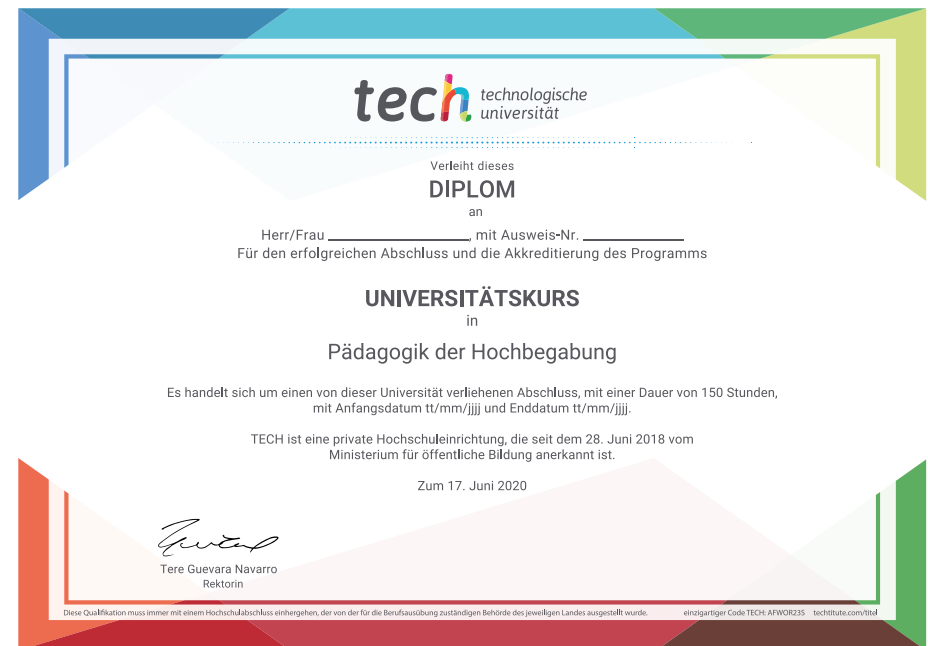 tech technologische
universität
Verleiht dieses
DIPLOM
an
Herr/Frau ____________, mit Ausweis-Nr. ____________
Für den erfolgreichen Abschluss und die Akkreditierung des Programms
UNIVERSITÄTSKURS
in
Pädagogik der Hochbegabung
Es handelt sich um einen von dieser Universität verliehenen Abschluss, mit einer Dauer von 150 Stunden,
mit Anfangsdatum tt/mm/jjjj und Enddatum tt/mm/jjjj.
TECH ist eine private Hochschuleinrichtung, die seit dem 28. Juni 2018 vom
Ministerium für öffentliche Bildung anerkannt ist.
Zum 17. Juni 2020
Tere Guevara Navarro
Rektorin
Diese Qualifikation muss immer mit einem Hochschulabschluss einhergehen, der von der für die Berufsausübung zuständigen Behörde des jeweiligen Landes ausgestellt wurde. einzigartiger Code TECH: AFWOR23S techtitute.com/titel